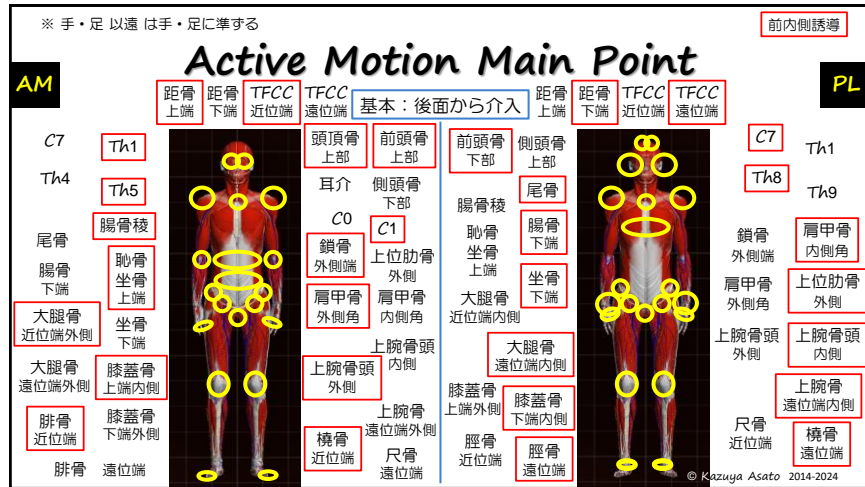 ※ 手・足 以遠 は手・足に準ずる
前内側誘導
Active Motion Main Point
AM
PL
距骨
上端
距骨
下端
TFCC
近位端
TFCC
遠位端
基本：後面から介入
距骨
上端
距骨
下端
TFCC
近位端
TFCC
遠位端
C7
Th1
Th4
Th5
腸骨稜
尾骨
恥骨
坐骨
上端
腸骨
下端
大腿骨
近位端外側
坐骨
下端
大腿骨
遠位端外側
膝蓋骨
上端内側
腓骨
近位端
膝蓋骨
下端外側
腓骨 遠位端
頭頂骨
上部
前頭骨
上部
耳介
側頭骨
下部
C0
C1
鎖骨
外側端
上位肋骨
外側
肩甲骨
外側角
肩甲骨
内側角
上腕骨頭
内側
上腕骨頭
外側
上腕骨
遠位端外側
橈骨
近位端
尺骨
遠位端
前頭骨
下部
側頭骨
上部
尾骨
腸骨稜
腸骨
下端
恥骨
坐骨
上端
坐骨
下端
大腿骨
近位端内側
大腿骨
遠位端内側
膝蓋骨
上端外側
膝蓋骨
下端内側
脛骨
近位端
脛骨
遠位端
C7
Th1
Th8
Th9
鎖骨
外側端
肩甲骨
内側角
肩甲骨
外側角
上位肋骨
外側
上腕骨頭
外側
上腕骨頭
内側
上腕骨
遠位端内側
尺骨
近位端
橈骨
遠位端
© Kazuya Asato 2014-2024